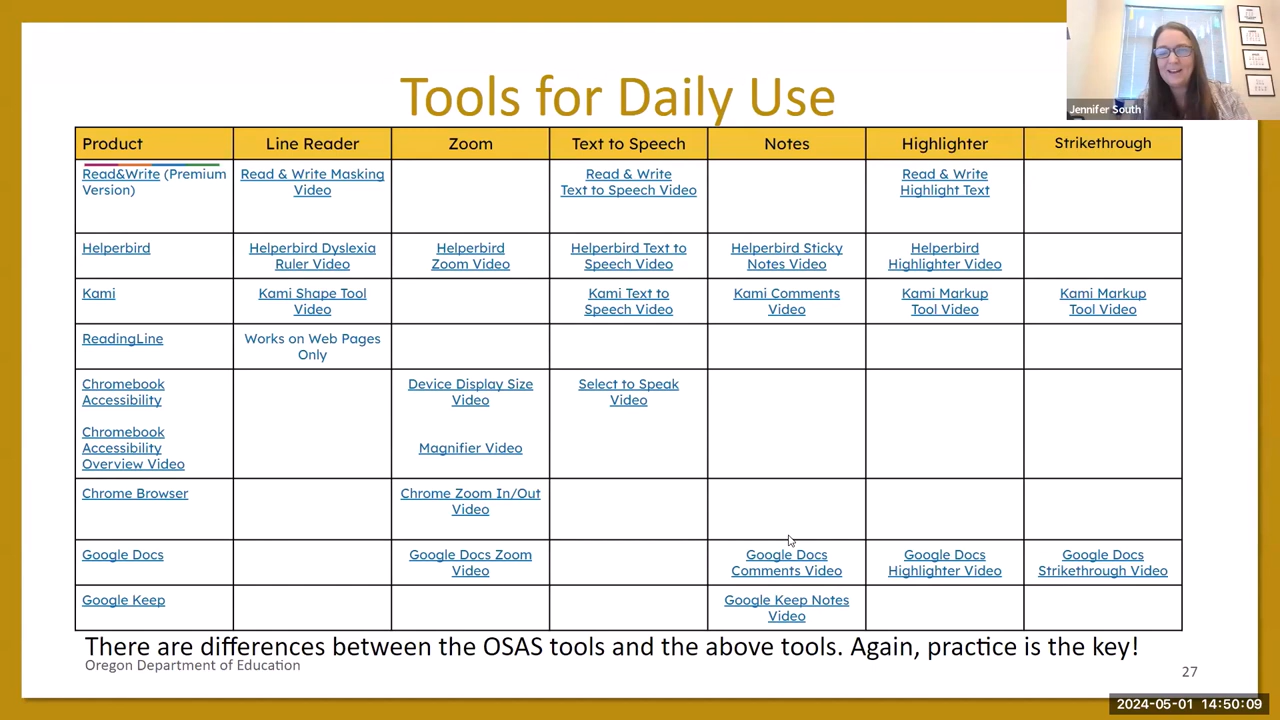 Jennifer South
Tools for Daily Use
Product
Line Reader
Zoom
Text to Speech
Notes
Highlighter
Strikethrough
Read&Write (Premium
Version)
Read & Write Masking
Video
Read & Write
Text to Speech Video
Read & Write
Highlight Text
Helperbird
Helperbird Dyslexia
Ruler Video
Helperbird
Zoom Video
Helperbird Text to
Speech Video
Helperbird Sticky
Notes Video
Helperbird
Highlighter Video
Kami
Kami Shape Tool
Video
Kami Text to
Speech Video
Kami Comments
Video
Kami Markup
Tool Video
Kami Markup
Tool Video
ReadingLine
Works on Web Pages
Only
Chromebook
Accessibility
Chromebook
Accessibility
Overview Video
Device Display Size
Video
Magnifier Video
Select to Speak
Video
Chrome Browser
Chrome Zoom In/Out
Video
Google Docs
Google Docs Zoom
Video
Google Docs
Comments Video
Google Docs
Highlighter Video
Google Docs
Strikethrough Video
Google Keep
Google Keep Notes
Video
There are differences between the OSAS tools and the above tools. Again, practice is the key!
Oregon Department of Education
27
2024-05-01 14:50:09